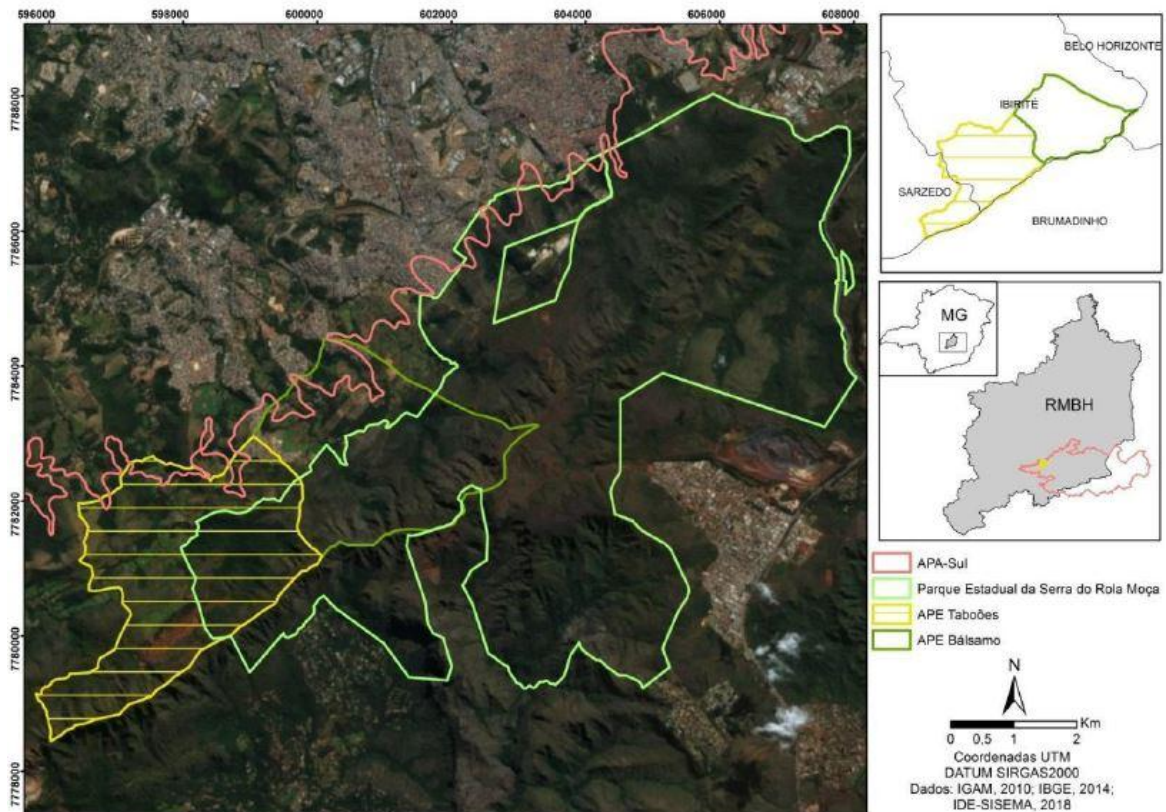 596000 598000 600000 602000 604000 606000 608000
7788000
7786000
7784000
7782000
7780000
7778000
BELO HORIZONTE
IBIRITÉ
SARZEDO
BRUMADINHO
MG
RMBH
APA-Sul
Parque Estadual da Serra do Rola Moça
APE Taboões
APE Bálsamo
N
Km
0 0,5 1 2
Coordenadas UTM
DATUM SIRGAS2000
Dados: IGAM, 2010; IBGE, 2014;
IDE-SISEMA, 2018